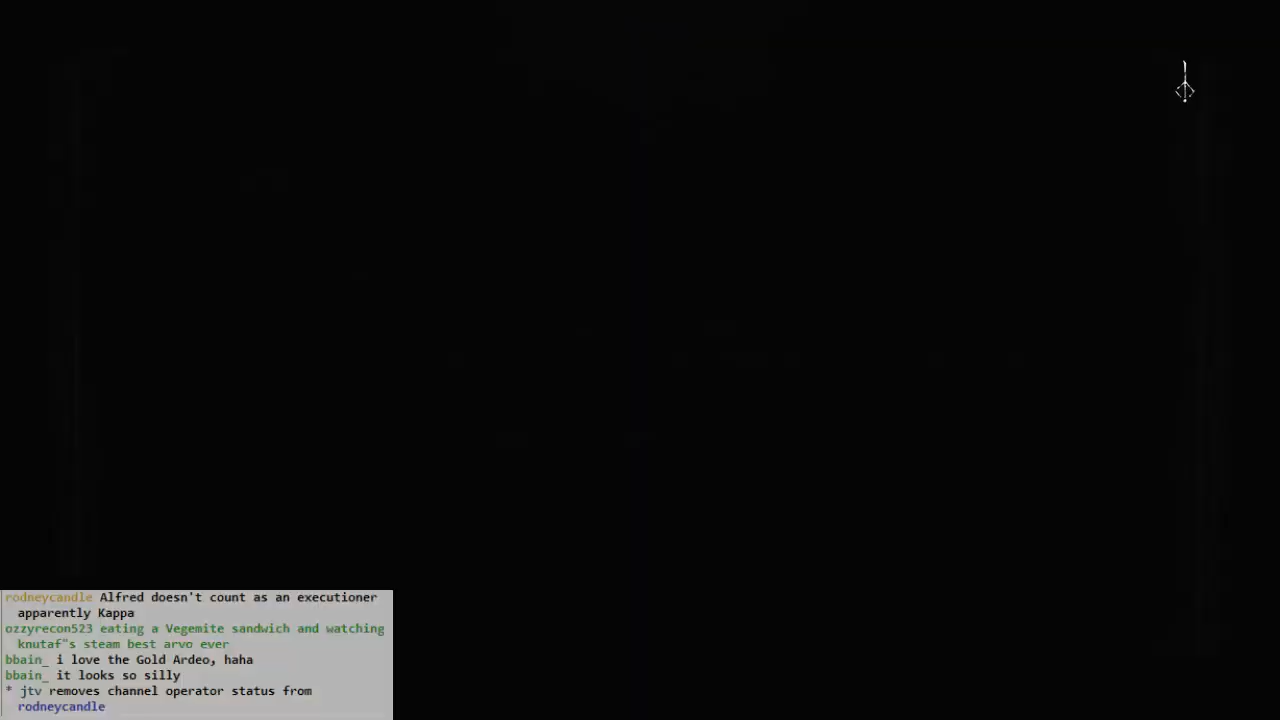 rodneycandle Alfred doesn't count as an executioner
apparently Kappa
ozzyrecon523 eating a Vegemite sandwich and watching
knutaf"s steam best arvo ever
bbain_ i love the Gold Ardeo, haha
bbain_ it looks so silly
* jtv removes channel operator status from
rodneycandle